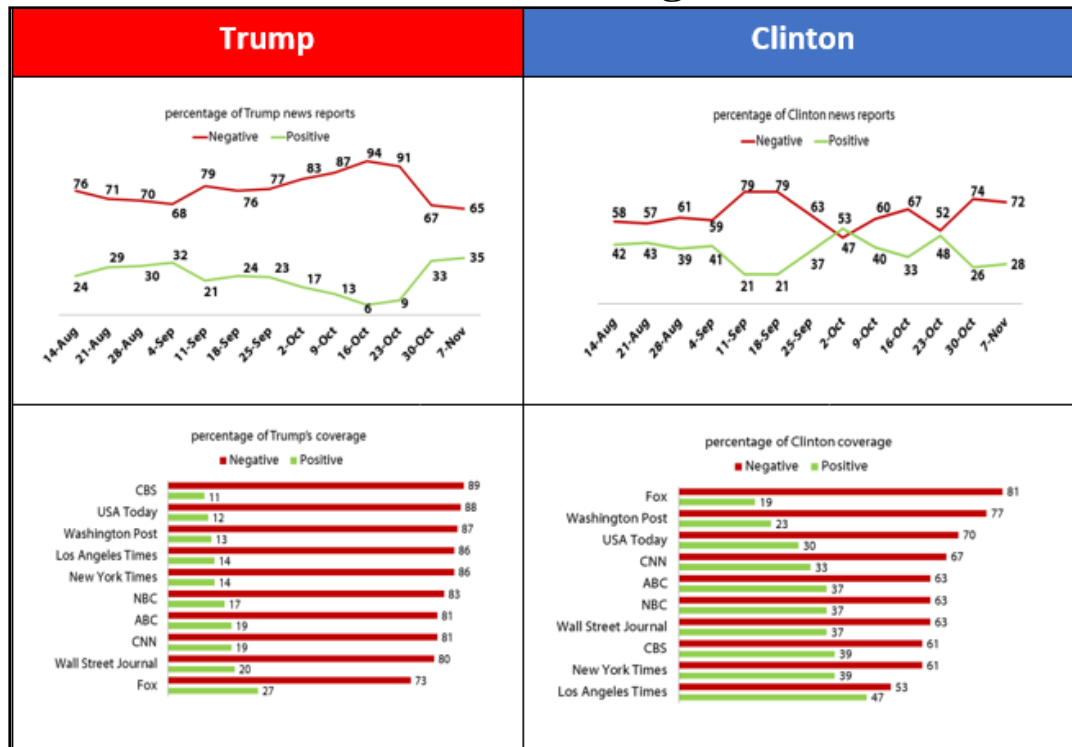 Trump
Clinton
percentage of Trump news reports
Negative Positive
76 71 70 68 79 76 77 83 87 94 91 67 65
24 29 30 32 21 24 23 17 13 6 9 33 35
14-Aug 21-Aug 28-Aug 4-Sep 11-Sep 18-Sep 25-Sep 2-Oct 9-Oct 16-Oct 23-Oct 30-Oct 7-Nov
percentage of Clinton news reports
Negative Positive
58 57 61 59 79 79 63 47 60 67 52 74 72
42 43 39 41 21 21 37 53 40 33 48 26 28
14-Aug 21-Aug 28-Aug 4-Sep 11-Sep 18-Sep 25-Sep 2-Oct 9-Oct 16-Oct 23-Oct 30-Oct 7-Nov
percentage of Trump's coverage
Negative Positive
CBS 89
11
USA Today 88
12
Washington Post 87
13
Los Angeles Times 86
14
New York Times 86
14
NBC 83
17
ABC 81
19
CNN 81
19
Wall Street Journal 80
20
Fox 73
27
percentage of Clinton coverage
Negative Positive
Fox 81
19
Washington Post 77
23
USA Today 70
30
CNN 67
33
ABC 63
37
NBC 63
37
Wall Street Journal 63
37
CBS 61
39
New York Times 61
39
Los Angeles Times 53
47